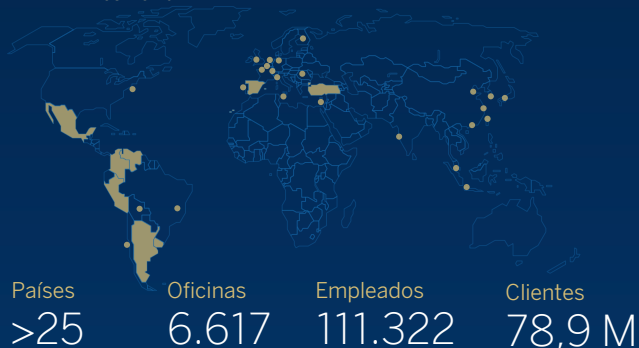 Países
>25
Oficinas
6.617
Empleados
111.322
Clientes
78,9 M